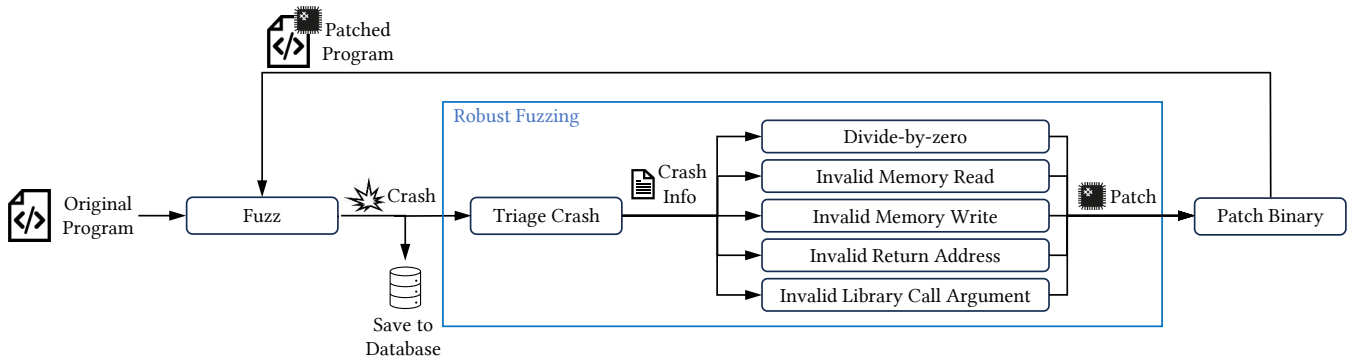 Patched
Program
Robust Fuzzing
Divide-by-zero
Crash
Info
Invalid Memory Read
Original
Program
Fuzz
Crash
Triage Crash
Invalid Memory Write
Patch
Patch Binary
Invalid Return Address
Invalid Library Call Argument
Save to
Database